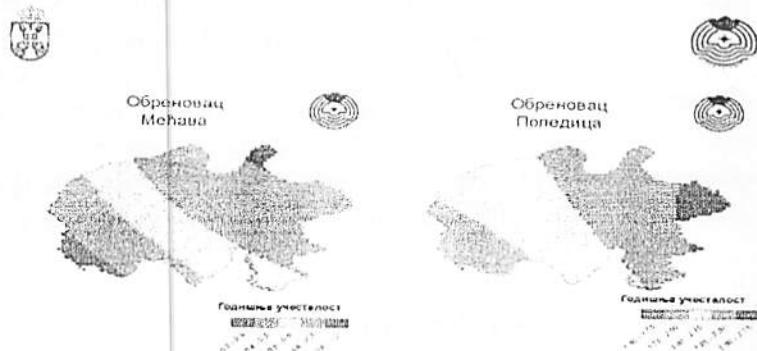 Обреновац
Мећава
Обреновац
Поледица
Годишња учесталост
Годишња учесталост